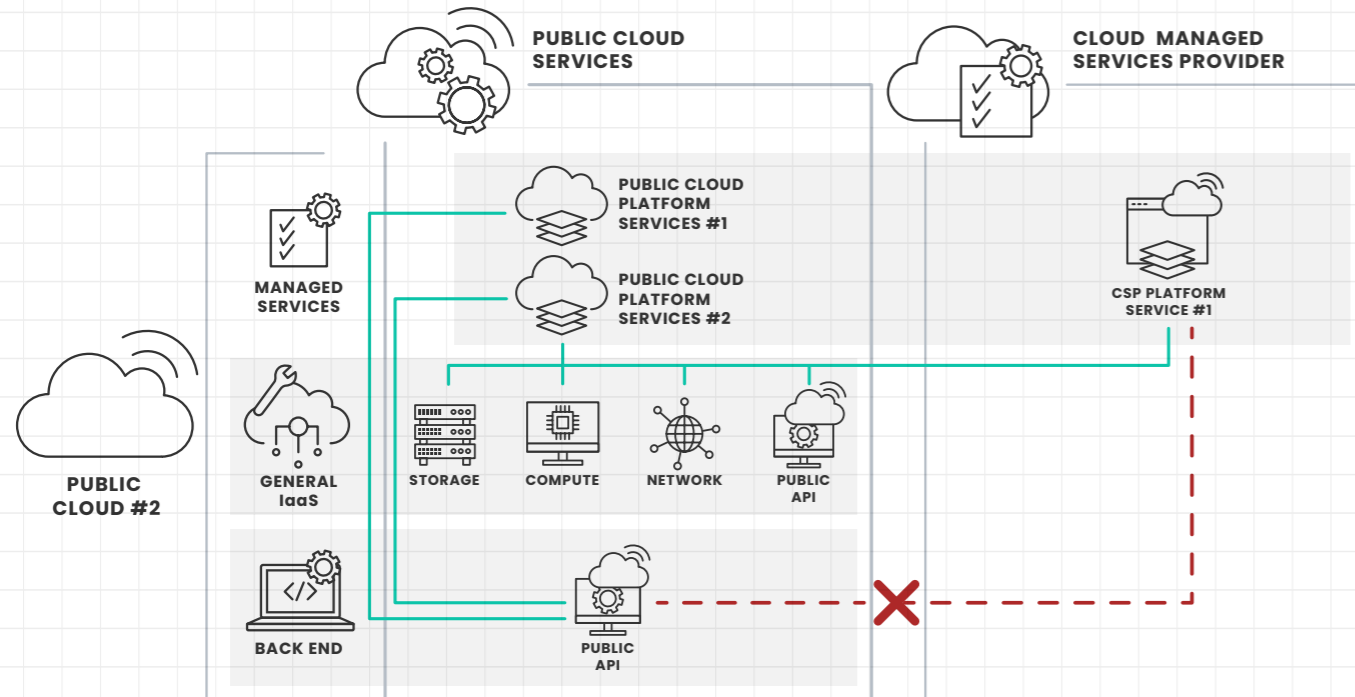 PUBLIC CLOUD
SERVICES
CLOUD MANAGED
SERVICES PROVIDER
MANAGED
SERVICES
PUBLIC CLOUD
PLATFORM
SERVICES #1
PUBLIC CLOUD
PLATFORM
SERVICES #2
CSP PLATFORM
SERVICE #1
PUBLIC
CLOUD #2
GENERAL
IaaS
STORAGE
COMPUTE
NETWORK
PUBLIC
API
</>
BACK END
PUBLIC
API